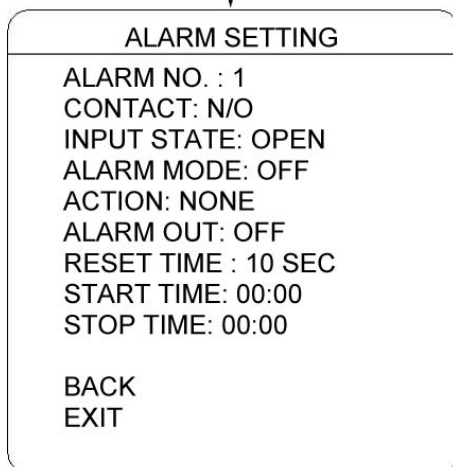 ALARM SETTING
ALARM NO. : 1
CONTACT: N/O
INPUT STATE: OPEN
ALARM MODE: OFF
ACTION: NONE
ALARM OUT: OFF
RESET TIME : 10 SEC
START TIME: 00:00
STOP TIME: 00:00
BACK
EXIT